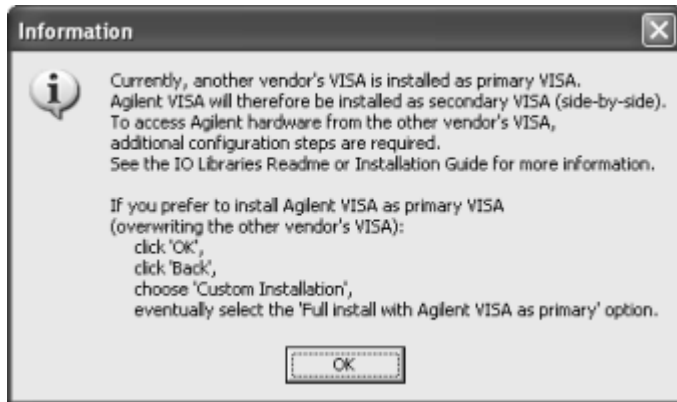 Information
Currently, another vendor's VISA is installed as primary VISA.
Agilent VISA will therefore be installed as secondary VISA (side-by-side).
To access Agilent hardware from the other vendor's VISA,
additional configuration steps are required.
See the IO Libraries Readme or Installation Guide for more information.
If you prefer to install Agilent VISA as primary VISA
(overwriting the other vendor's VISA):
click 'OK',
click 'Back',
choose 'Custom Installation',
eventually select the 'Full install with Agilent VISA as primary' option.
OK